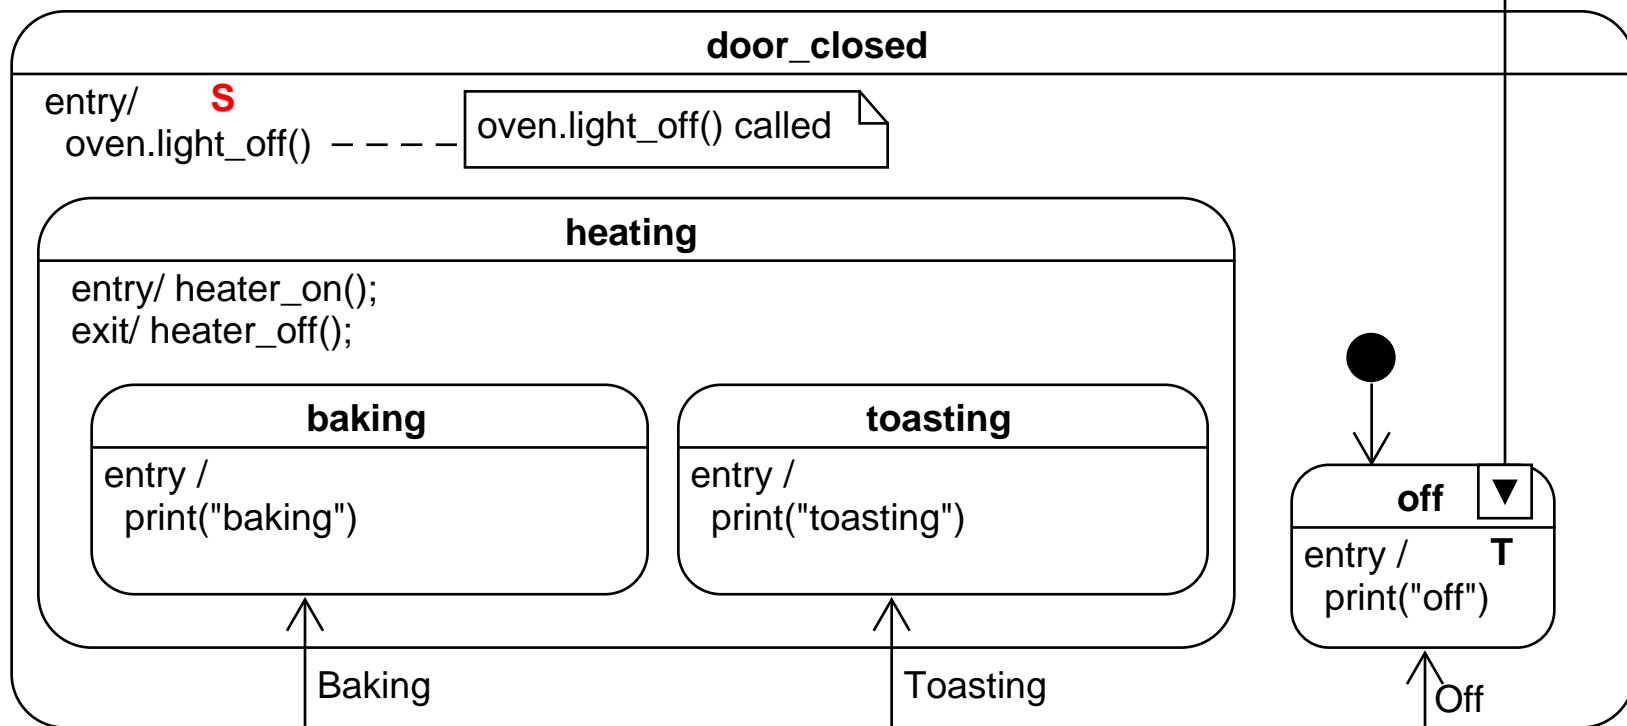 door_closed
entry/ S
oven.light_off()
oven.light_off() called
heating
entry/ heater_on();
exit/ heater_off();
baking
entry /
print("baking")
toasting
entry /
print("toasting")
off
entry / T
print("off")
Baking
Toasting
Off